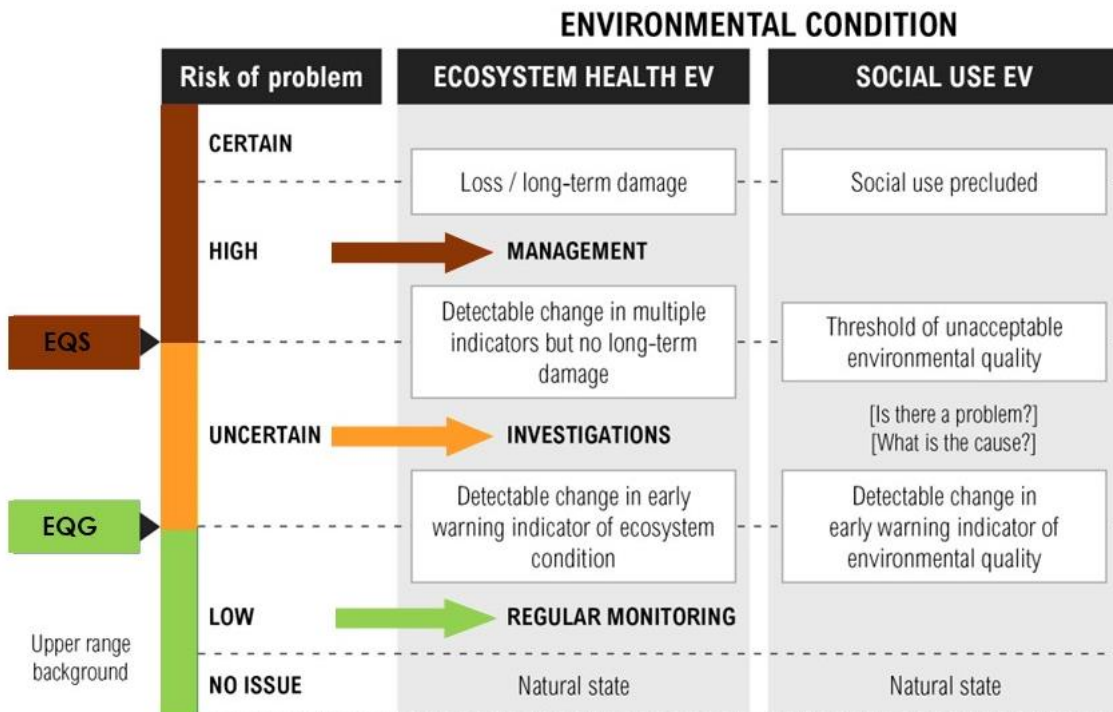 ENVIRONMENTAL CONDITION
Risk of problem
ECOSYSTEM HEALTH EV
SOCIAL USE EV
CERTAIN
Loss / long-term damage
Social use precluded
HIGH
MANAGEMENT
EQS
Detectable change in multiple
indicators but no long-term
damage
Threshold of unacceptable
environmental quality
UNCERTAIN
INVESTIGATIONS
[Is there a problem?]
[What is the cause?]
EQG
Detectable change in early
warning indicator of ecosystem
condition
Detectable change in
early warning indicator of
environmental quality
LOW
REGULAR MONITORING
Upper range
background
NO ISSUE
Natural state
Natural state